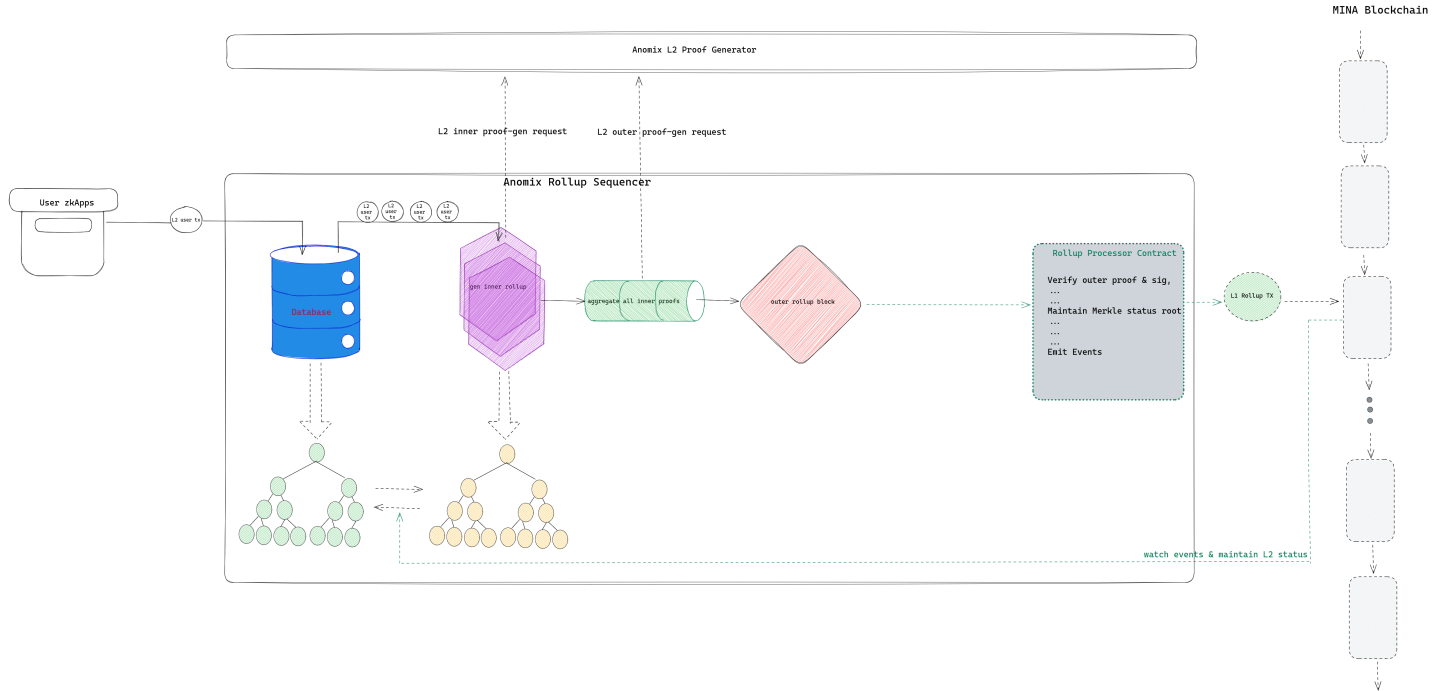 MINA Blockchain
Anomix L2 Proof Generator
L2 inner proof-gen request
L2 outer proof-gen request
Anomix Rollup Sequencer
User zkApps
L2 user tx
L2
user
tx
L2
user
tx
L2
user
tx
L2
user
tx
Database
gen inner rollup
aggregate all inner proofs
outer rollup block
Rollup Processor Contract
Verify outer proof & sig,
...
...
Maintain Merkle status root
...
...
...
Emit Events
L1 Rollup TX
watch events & maintain L2 status